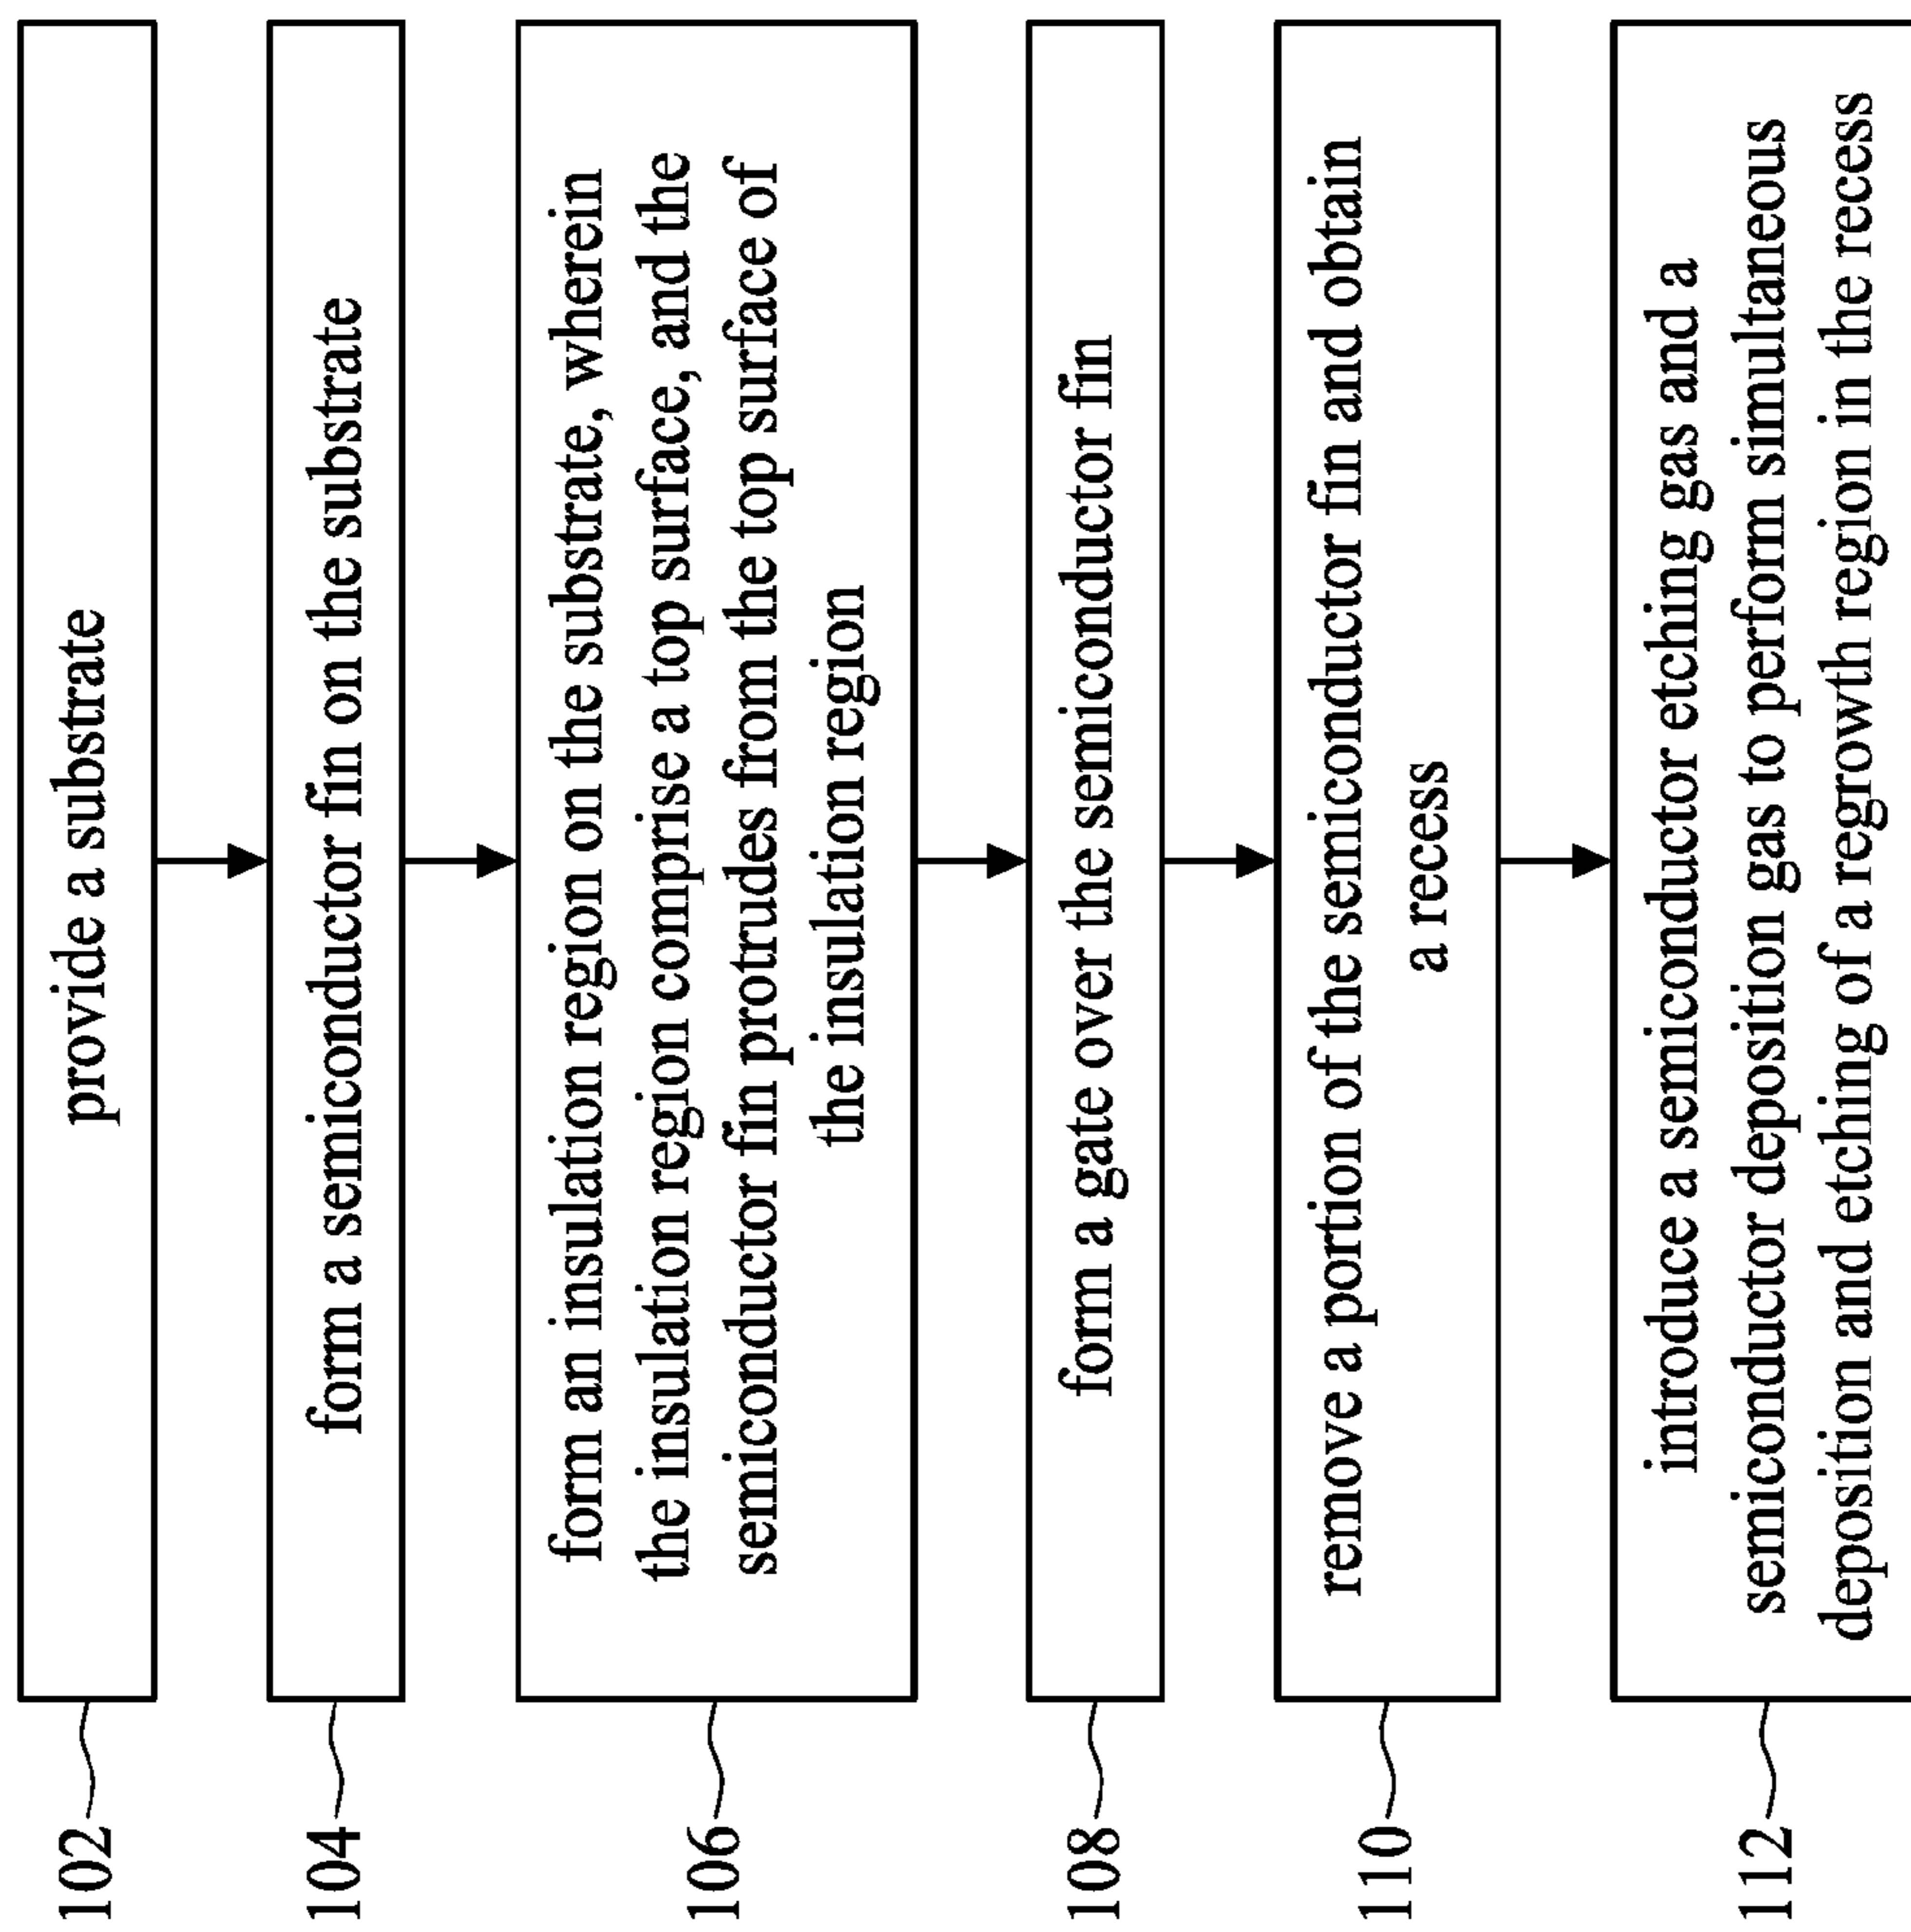 102
provide a substrate
104
form a semiconductor fin on the substrate
106
form an insulation region on the substrate, wherein
the insulation region comprise a top surface, and the
semiconductor fin protrudes from the top surface of
the insulation region
108
form a gate over the semiconductor fin
110
remove a portion of the semiconductor fin and obtain
a recess
112
introduce a semiconductor etching gas and a
semiconductor deposition gas to perform simultaneous
deposition and etching of a regrowth region in the recess